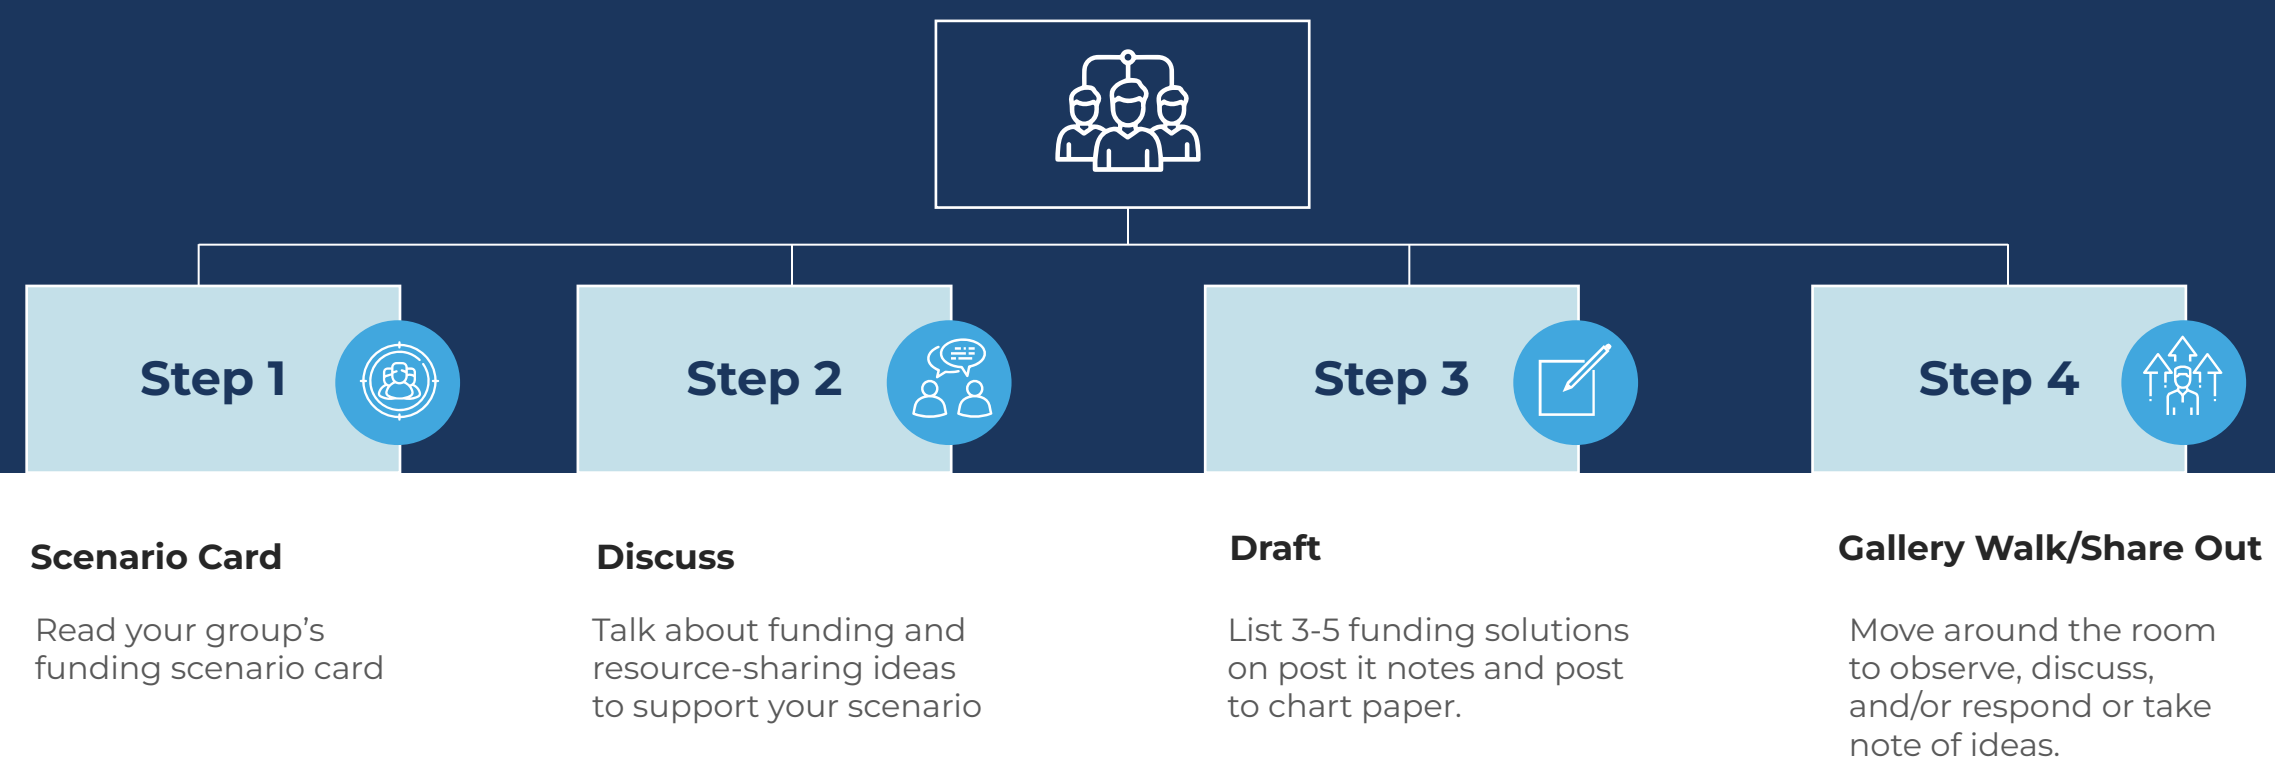 Step 1
Step 2
Step 3
Step 4
Scenario Card
Read your group’s
funding scenario card
Discuss
Talk about funding and
resource-sharing ideas
to support your scenario
Draft
List 3-5 funding solutions
on post it notes and post
to chart paper.
Gallery Walk/Share Out
Move around the room
to observe, discuss,
and/or respond or take
note of ideas.